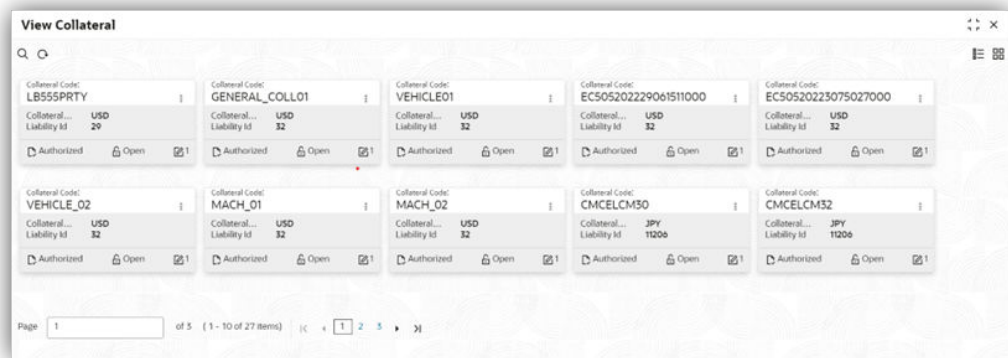 View Collateral
Collateral Code: Collateral Code: Collateral Code: Collateral Code: Collateral Code:
LB555PRTY GENERAL_COLL01 VEHICLE01 EC505202229061511000 EC50520223075027000
Collateral... USD Collateral... USD Collateral... USD Collateral... USD Collateral... USD
Liability Id 29 Liability Id 32 Liability Id 32 Liability Id 32 Liability Id 32
Authorized Open 1 Authorized Open 1 Authorized Open 1 Authorized Open 1 Authorized Open 1
Collateral Code: Collateral Code: Collateral Code: Collateral Code: Collateral Code:
VEHICLE_02 MACH_01 MACH_02 CMCELCM30 CMCELCM32
Collateral... USD Collateral... USD Collateral... USD Collateral... JPY Collateral... JPY
Liability Id 32 Liability Id 32 Liability Id 32 Liability Id 11206 Liability Id 11206
Authorized Open 1 Authorized Open 1 Authorized Open 1 Authorized Open 1 Authorized Open 1
Page 1 of 3 (1 - 10 of 27 items) 1 2 3